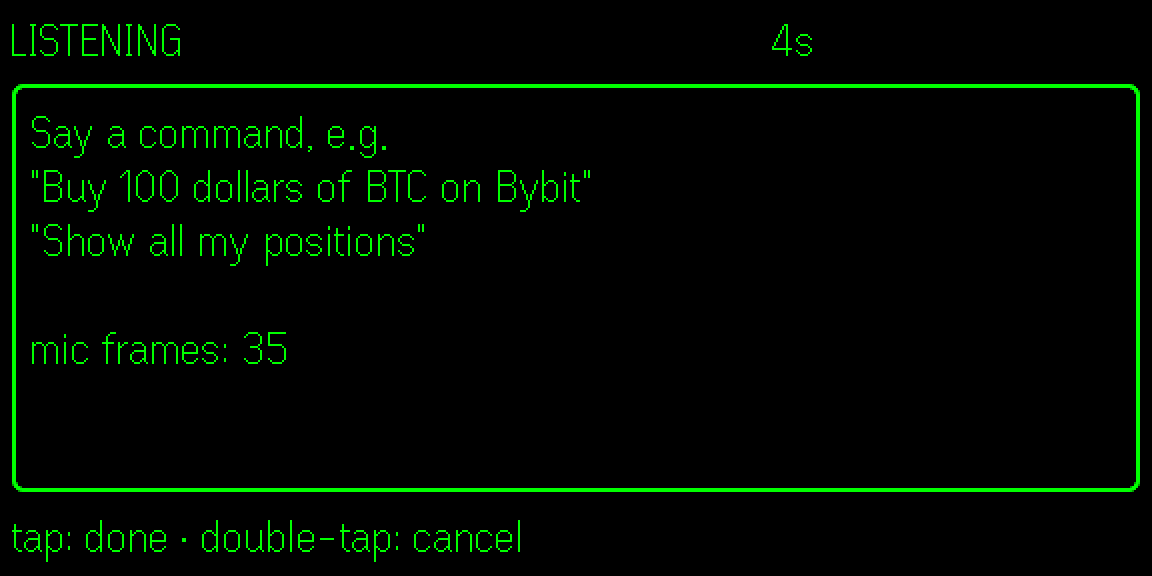 LISTENING 4s
Say a command, e.g.
"Buy 100 dollars of BTC on Bybit"
"Show all my positions"
mic frames: 35
tap: done · double-tap: cancel